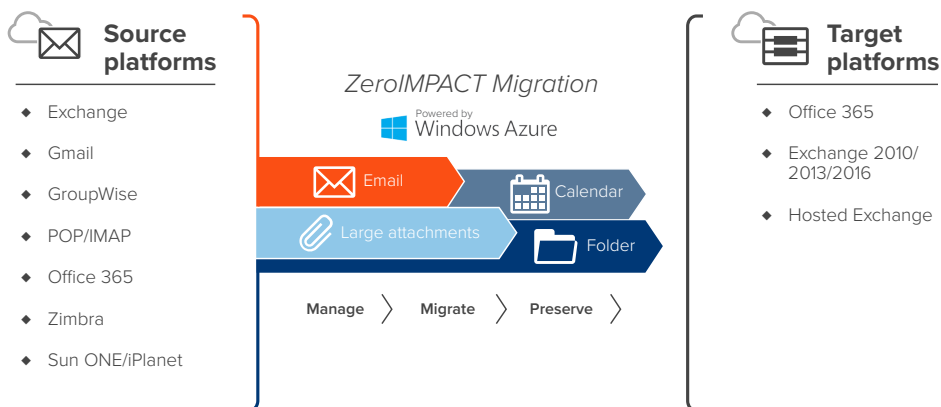 Source
platforms
Exchange
Gmail
GroupWise
POP/IMAP
Office 365
Zimbra
Sun ONE/iPlanet
ZeroIMPACT Migration
Powered by
Windows Azure
Email
Calendar
Large attachments
Folder
Manage
Migrate
Preserve
Target
platforms
Office 365
Exchange 2010/
2013/2016
Hosted Exchange